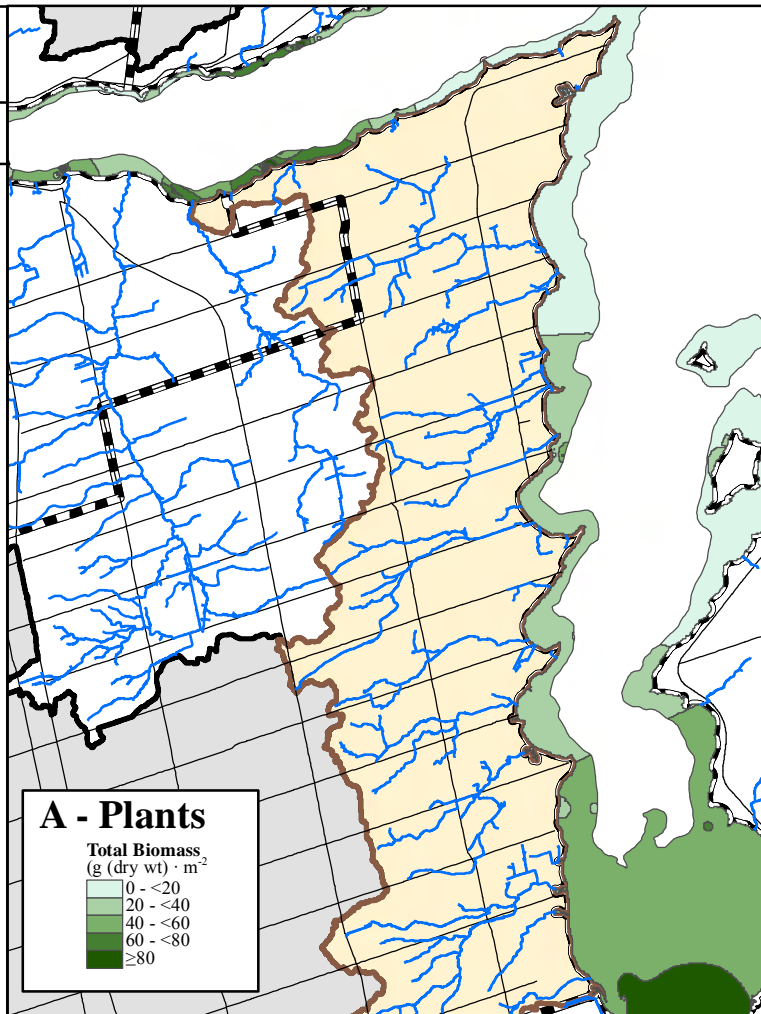 A - Plants
Total Biomass
(g (dry wt) · m⁻²
0 - <20
20 - <40
40 - <60
60 - <80
≥80